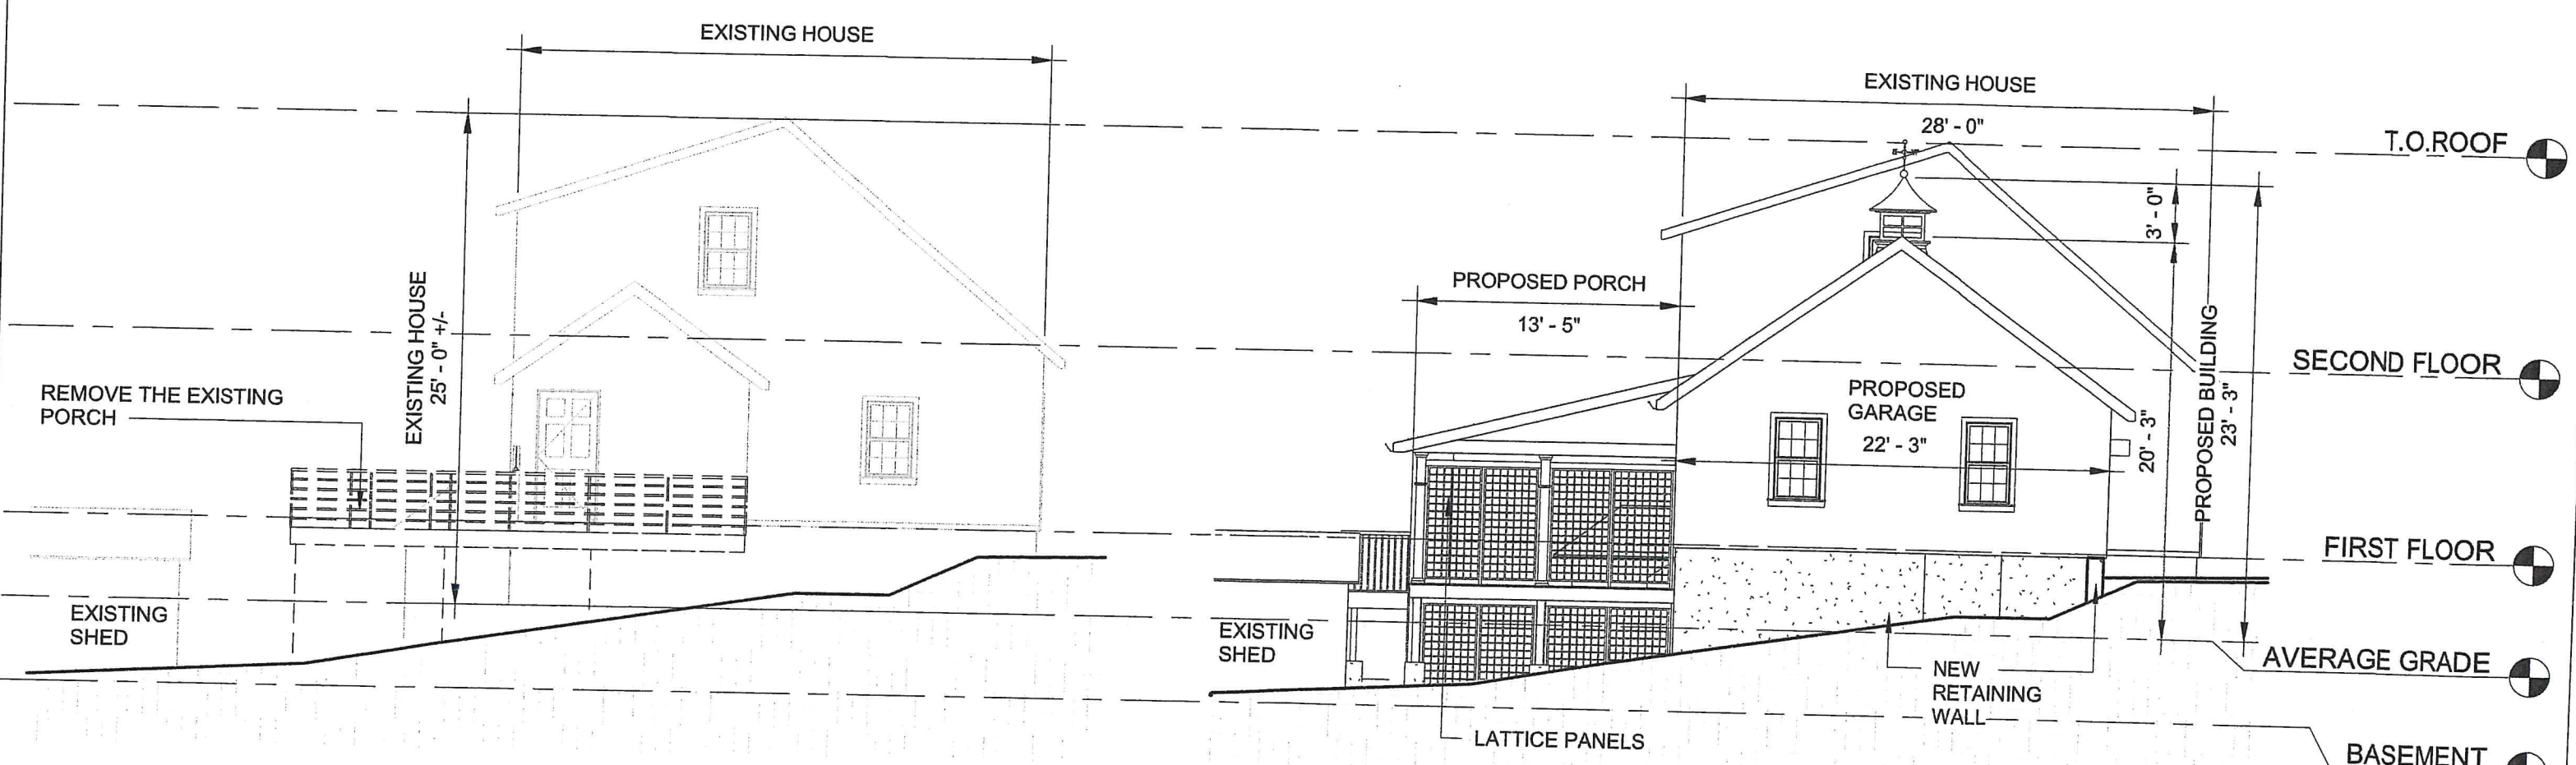 EXISTING HOUSE
EXISTING HOUSE
25' - 0" +/-
REMOVE THE EXISTING
PORCH
EXISTING
SHED
EXISTING HOUSE
28' - 0"
PROPOSED PORCH
13' - 5"
PROPOSED
GARAGE
22' - 3"
3' - 0"
20' - 3"
PROPOSED BUILDING
23' - 3"
EXISTING
SHED
NEW
RETAINING
WALL
LATTICE PANELS
T.O.ROOF
SECOND FLOOR
FIRST FLOOR
AVERAGE GRADE
BASEMENT